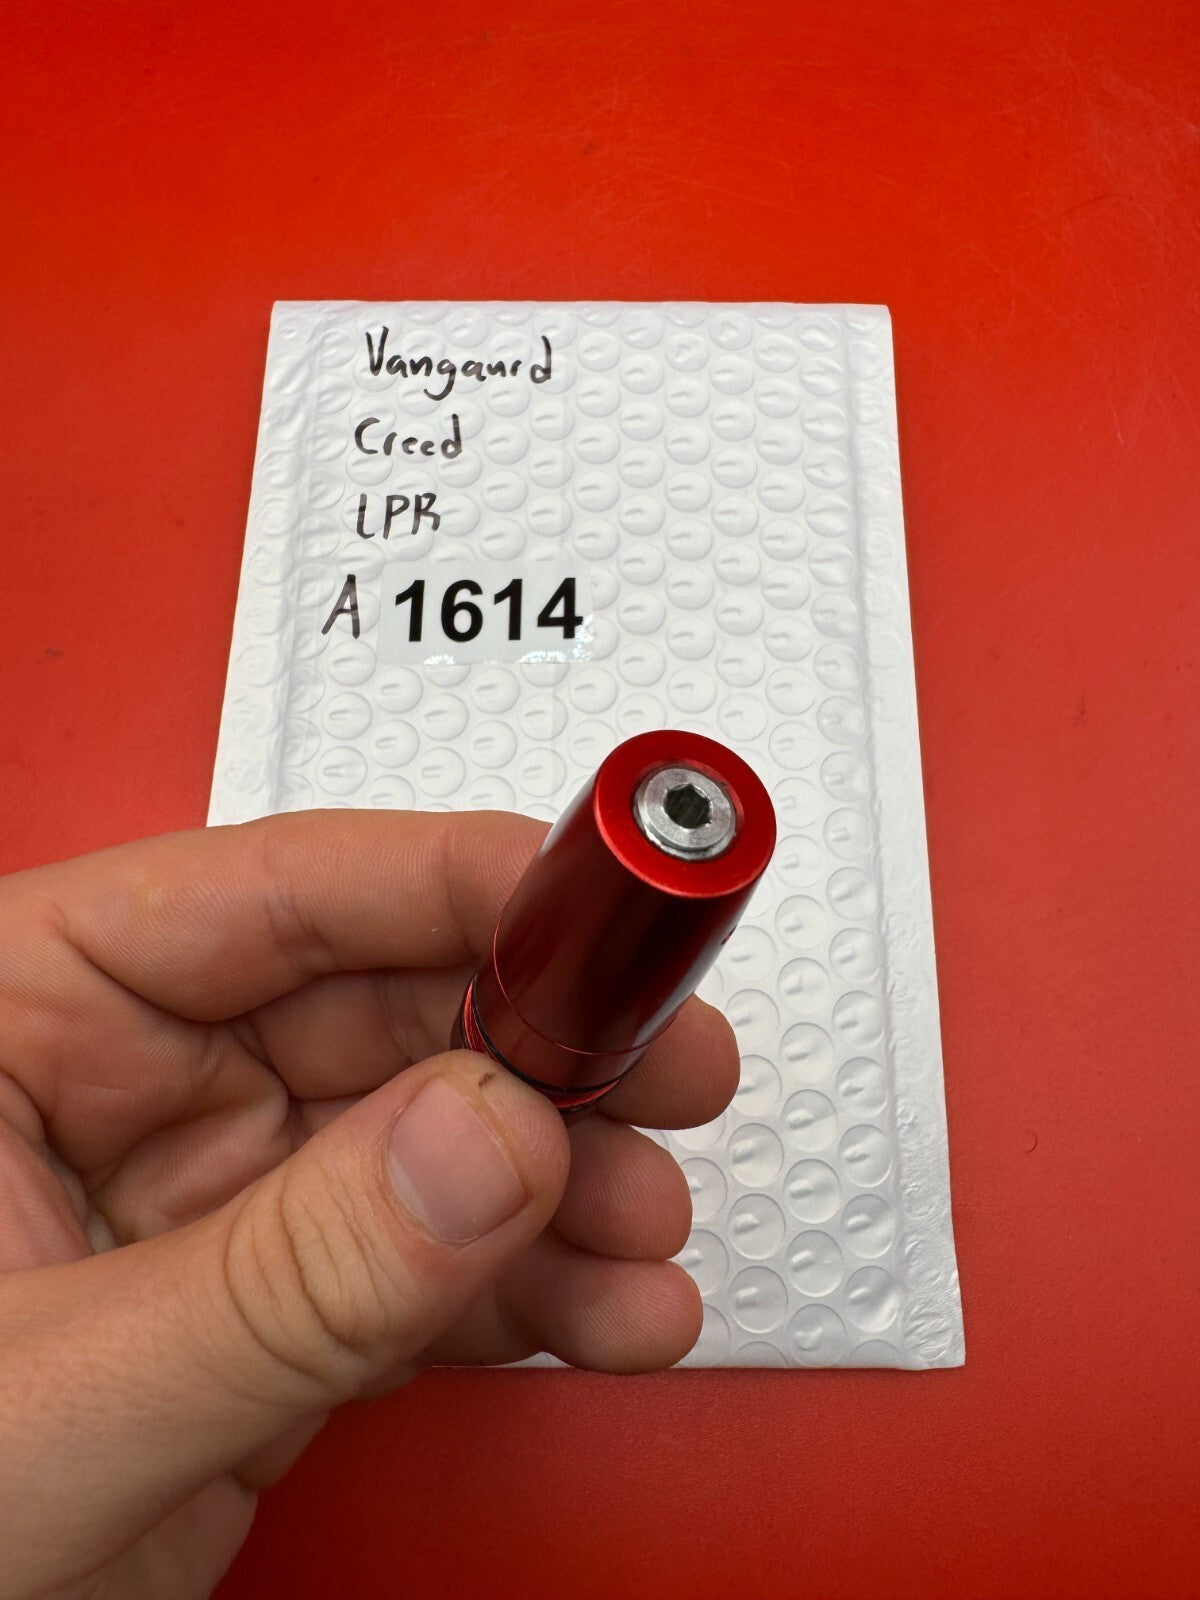 Vangaurd
Creed
LPR
A 1614